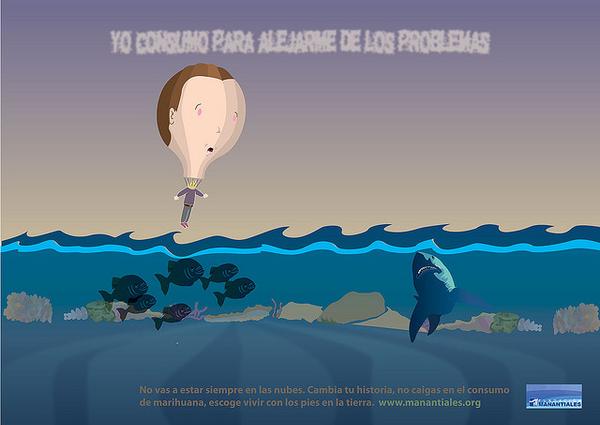 YO CONSUMO PARA ALEJARME DE LOS PROBLEMAS
No vas a estar siempre en las nubes. Cambia tu historia, no caigas en el consumo
de marihuana, escoge vivir con los pies en la tierra. www.manantiales.org
MANANTIALES